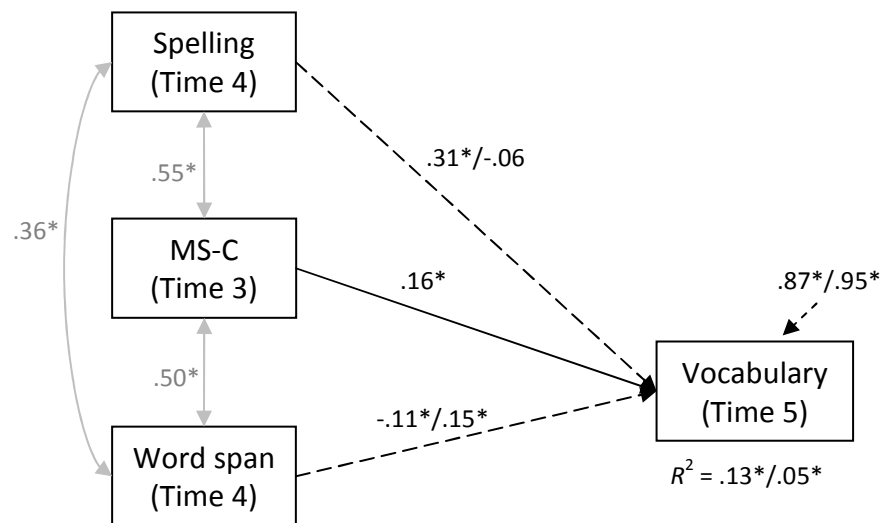 Spelling
(Time 4)
.31*/-.06
.55*
.36*
MS-C
(Time 3)
.16*
.87*/.95*
.50*
Vocabulary
(Time 5)
-.11*/.15*
Word span
(Time 4)
R² = .13*/.05*